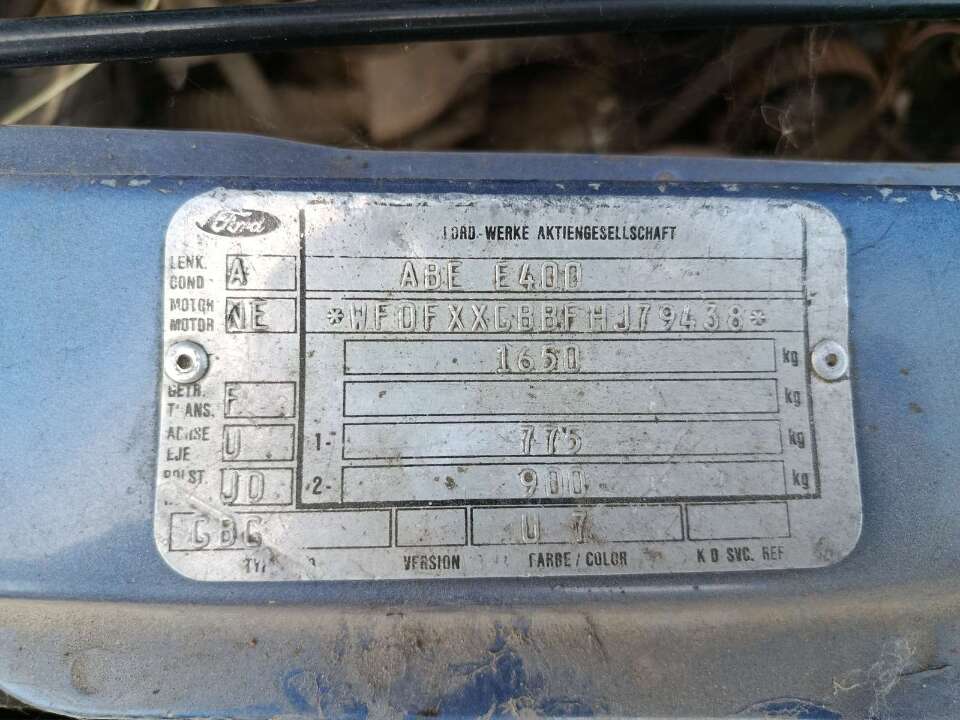 Ford
FORD-WERKE AKTIENGESELLSCHAFT
LENK. COND A ABE E400
MOTOR MOTOR NE *WF0FXXGBBFHJ79438*
1650 kg
GETR. TRANS. F kg
ACHSE EJE U 1- 775 kg
POLST. JD 2- 900 kg
GBG U 7
VERSION FARBE / COLOR K D SVC. REF